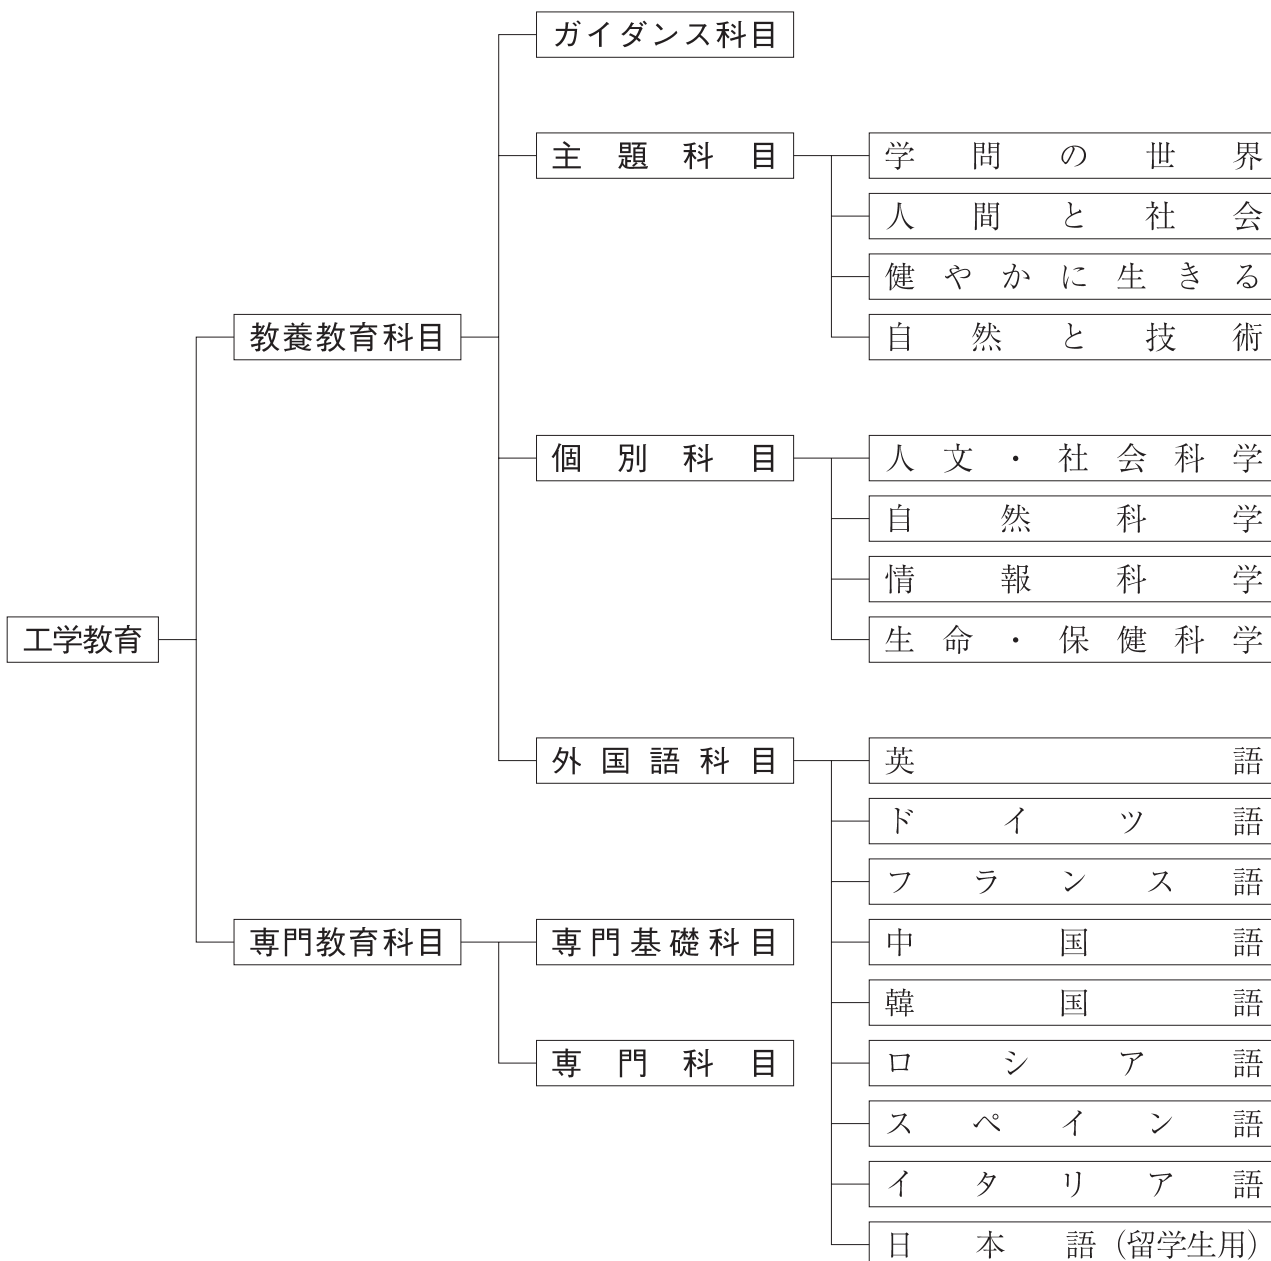 ガイダンス科目
主題科目
学問の世界
人間と社会
健やかに生きる
自然と技術
教養教育科目
個別科目
人文・社会科学
自然科学
情報科学
生命・保健科学
工学教育
外国語科目
英語
ドイツ語
フランス語
専門教育科目
専門基礎科目
中国語
韓国語
専門科目
ロシア語
スペイン語
イタリア語
日本語(留学生用)